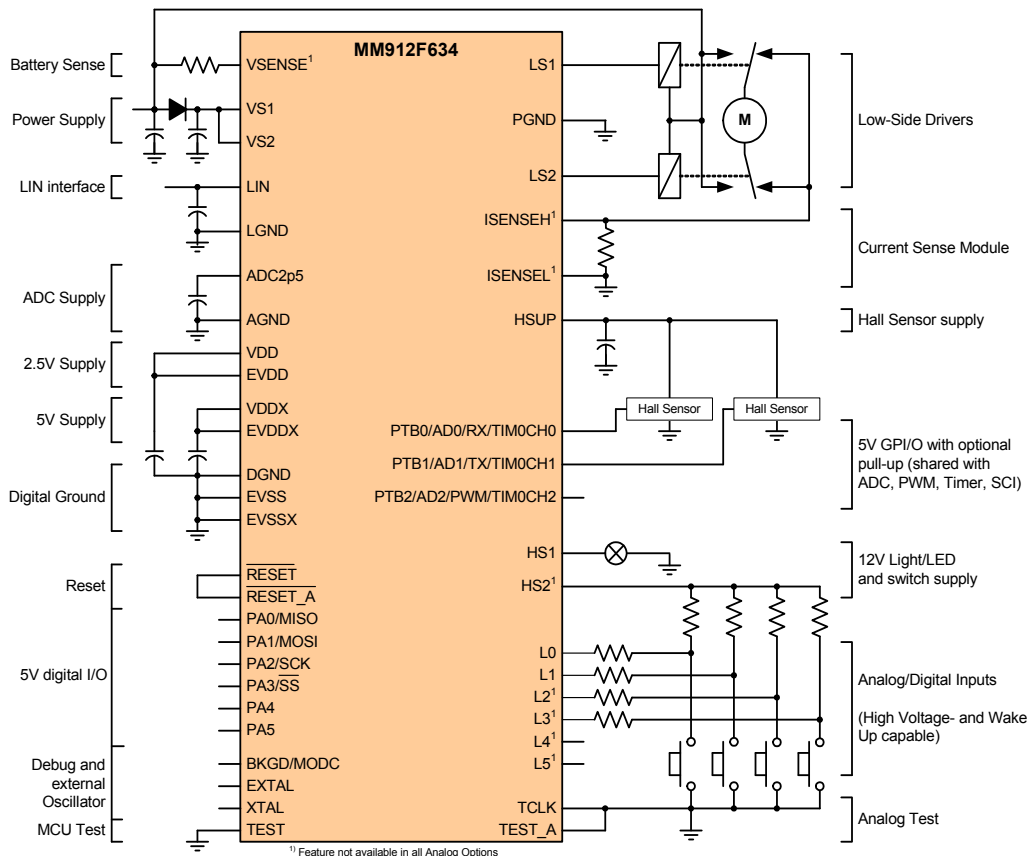 MM912F634
Battery Sense
Power Supply
LIN interface
ADC Supply
2.5V Supply
5V Supply
Digital Ground
Reset
5V digital I/O
Debug and
external
Oscillator
MCU Test
VSENSE¹
VS1
VS2
LIN
LGND
ADC2p5
AGND
VDD
EVDD
VDDX
EVDDX
DGND
EVSS
EVSSX
RESET
RESET_A
PA0/MISO
PA1/MOSI
PA2/SCK
PA3/SS
PA4
PA5
BKGD/MODC
EXTAL
XTAL
TEST
LS1
PGND
LS2
ISENSEH¹
ISENSEL¹
HSUP
PTB0/AD0/RX/TIM0CH0
PTB1/AD1/TX/TIM0CH1
PTB2/AD2/PWM/TIM0CH2
HS1
HS2¹
L0
L1
L2¹
L3¹
L4¹
L5¹
TCLK
TEST_A
M
Hall Sensor
Hall Sensor
Low-Side Drivers
Current Sense Module
Hall Sensor supply
5V GPI/O with optional
pull-up (shared with
ADC, PWM, Timer, SCI)
12V Light/LED
and switch supply
Analog/Digital Inputs
(High Voltage- and Wake
Up capable)
Analog Test
¹⁾ Feature not available in all Analog Options